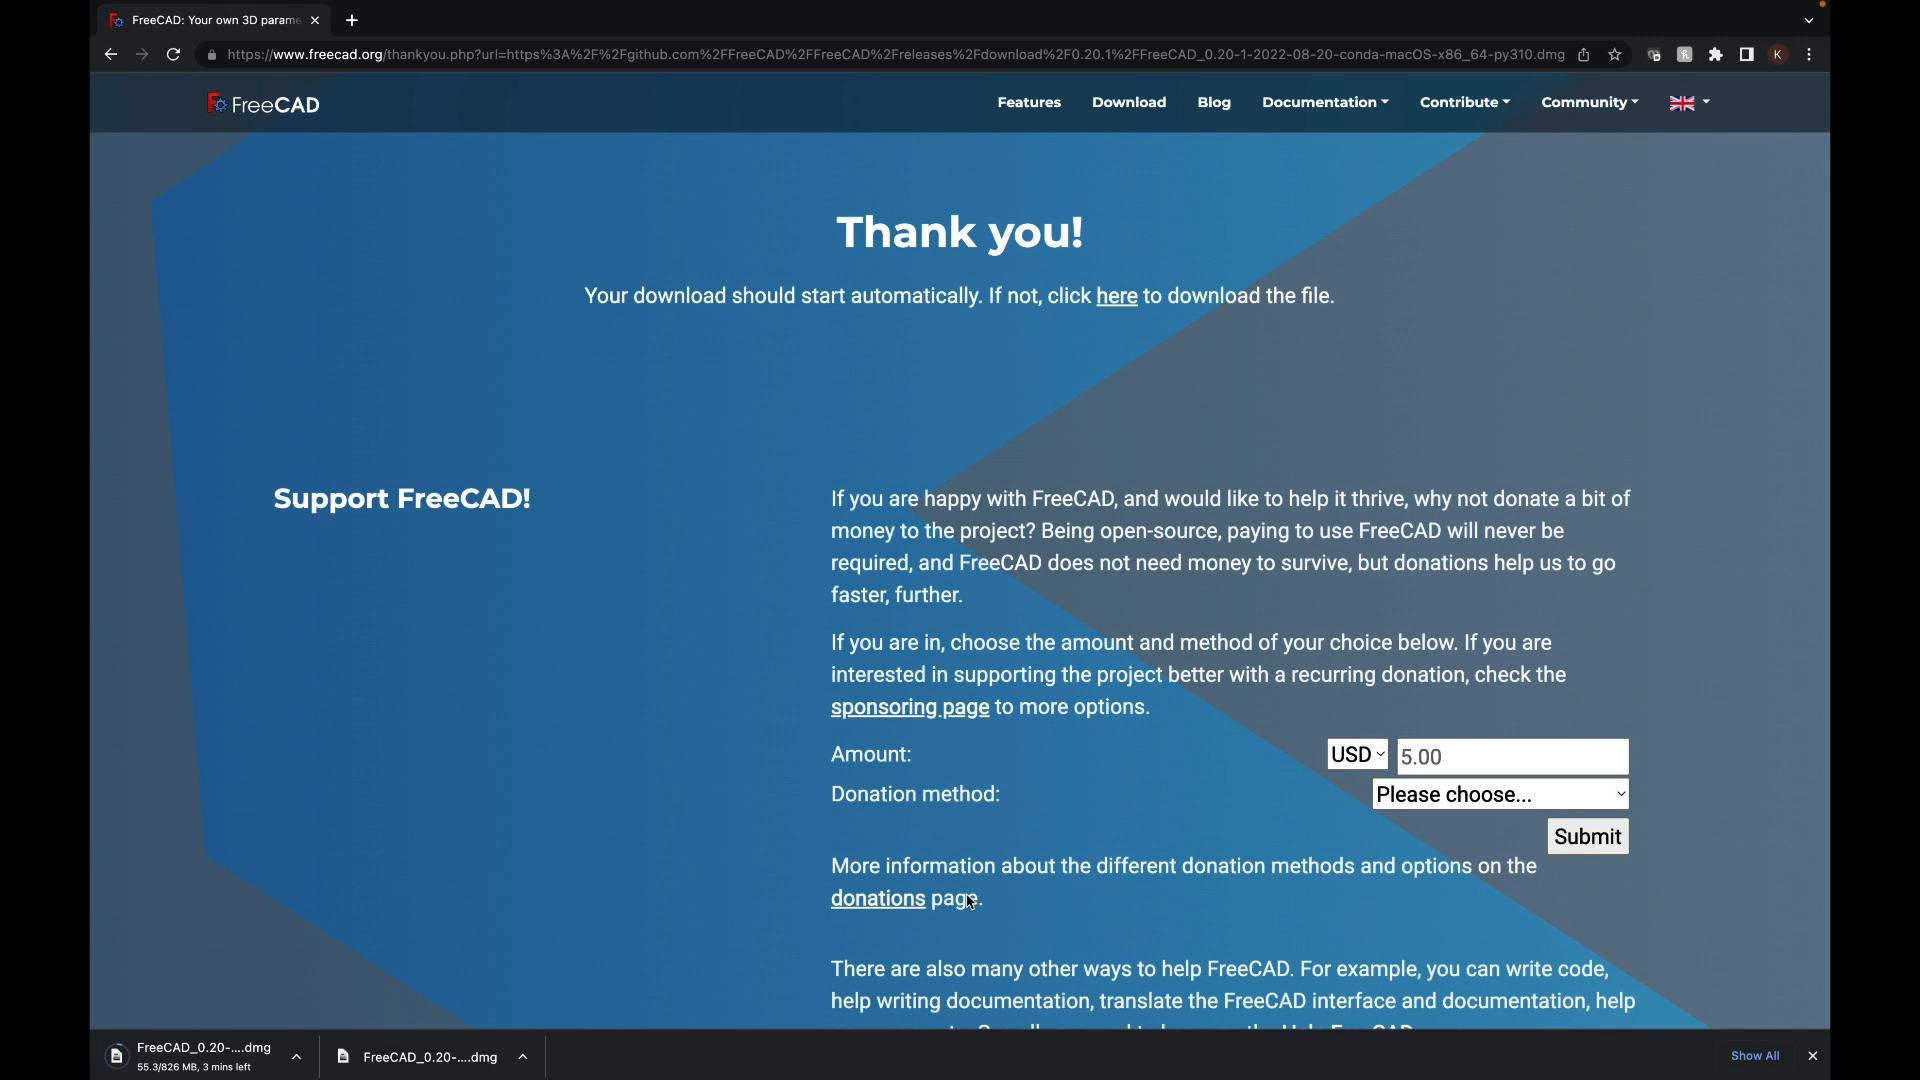 FreeCAD: Your own 3D parame
https://www.freecad.org/thankyou.php?url=https%3A%2F%2Fgithub.com%2FFreeCAD%2FFreeCAD%2Freleases%2Fdownload%2F0.20.1%2FFreeCAD_0.20-1-2022-08-20-conda-macOS-x86_64-py310.dmg
K
FreeCAD
Features
Download
Blog
Documentation
Contribute
Community
Thank you!
Your download should start automatically. If not, click here to download the file.
Support FreeCAD!
If you are happy with FreeCAD, and would like to help it thrive, why not donate a bit of
money to the project? Being open-source, paying to use FreeCAD will never be
required, and FreeCAD does not need money to survive, but donations help us to go
faster, further.
If you are in, choose the amount and method of your choice below. If you are
interested in supporting the project better with a recurring donation, check the
sponsoring page to more options.
Amount:
USD
5.00
Donation method:
Please choose...
Submit
More information about the different donation methods and options on the
donations page.
There are also many other ways to help FreeCAD. For example, you can write code,
help writing documentation, translate the FreeCAD interface and documentation, help
FreeCAD_0.20-....dmg
55.3/826 MB, 3 mins left
FreeCAD_0.20-....dmg
Show All